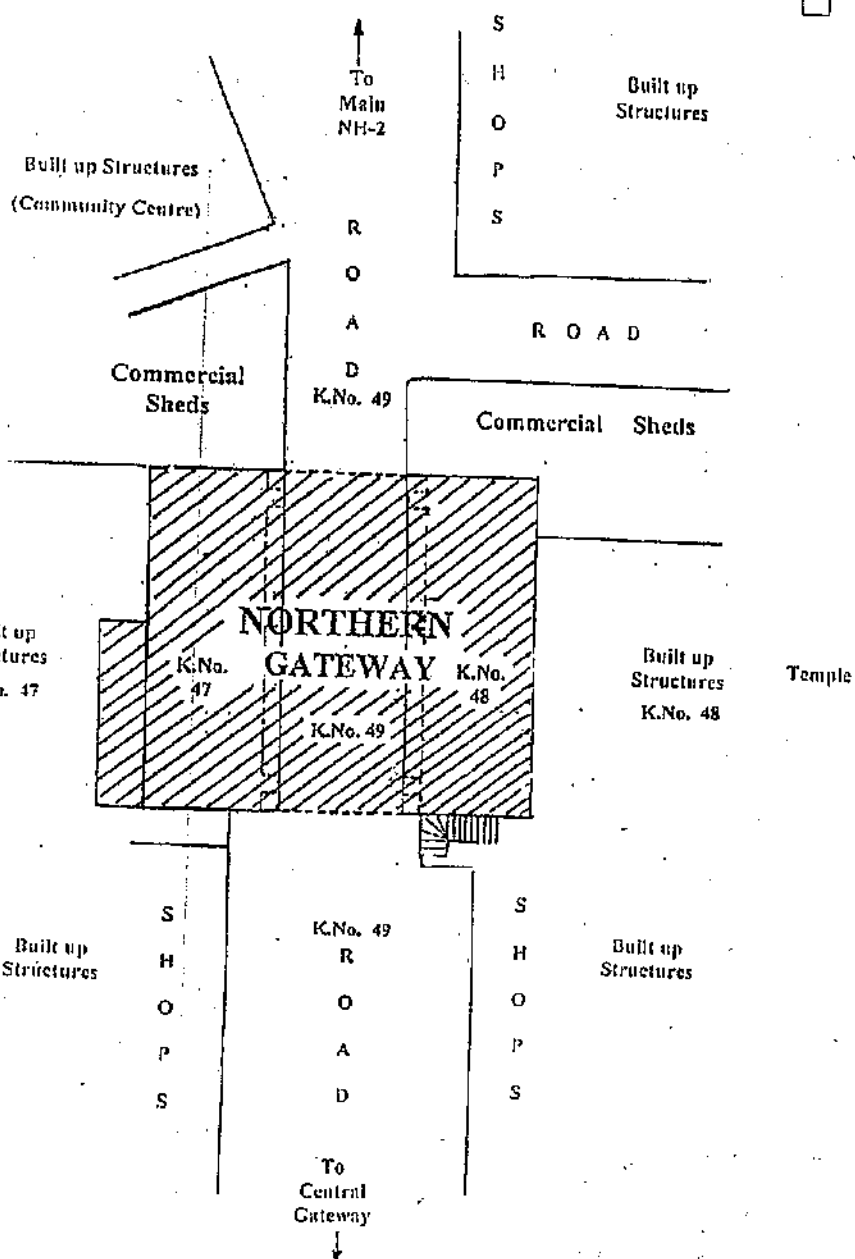 To
Main
NH-2
S
H
O
P
S
Built up
Structures
Built up Structures
(Community Centre)
R
O
A
D
K.No. 49
R O A D
Commercial
Sheds
Commercial Sheds
NORTHERN
GATEWAY
K.No.
47
K.No.
48
K.No. 49
up
47
Built up
Structures
K.No. 48
Temple
K.No. 49
R
O
A
D
S
H
O
P
S
S
H
O
P
S
Built up
Structures
Built up
Structures
To
Central
Gateway